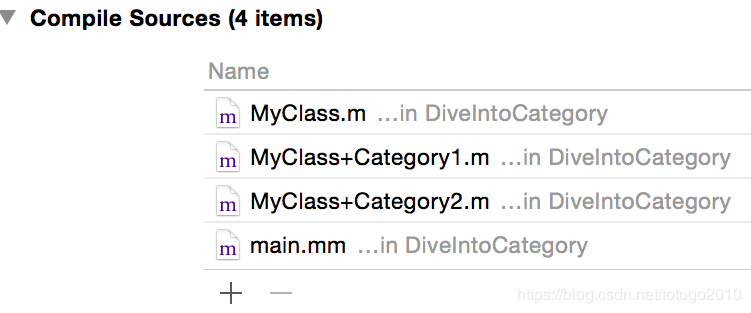 Compile Sources (4 items)
Name
m MyClass.m ...in DiveIntoCategory
m MyClass+Category1.m ...in DiveIntoCategory
m MyClass+Category2.m ...in DiveIntoCategory
m main.mm ...in DiveIntoCategory
https://blog.csdn.net/totogo2010